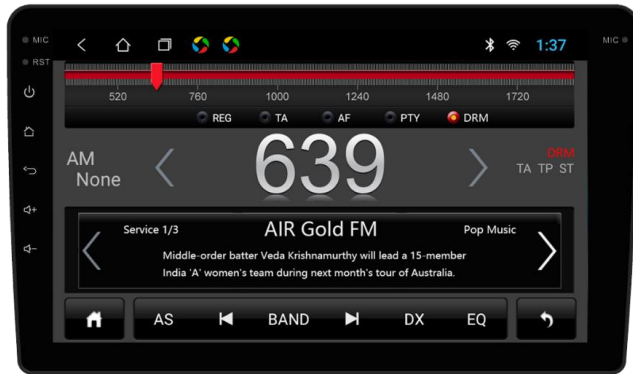 MIC
RST
1:37
MIC
520 760 1000 1240 1480 1720
REG TA AF PTY DRM
AM
None
639
DRM
TA TP ST
Service 1/3
AIR Gold FM
Pop Music
Middle-order batter Veda Krishnamurthy will lead a 15-member
India 'A' women's team during next month's tour of Australia.
AS BAND DX EQ